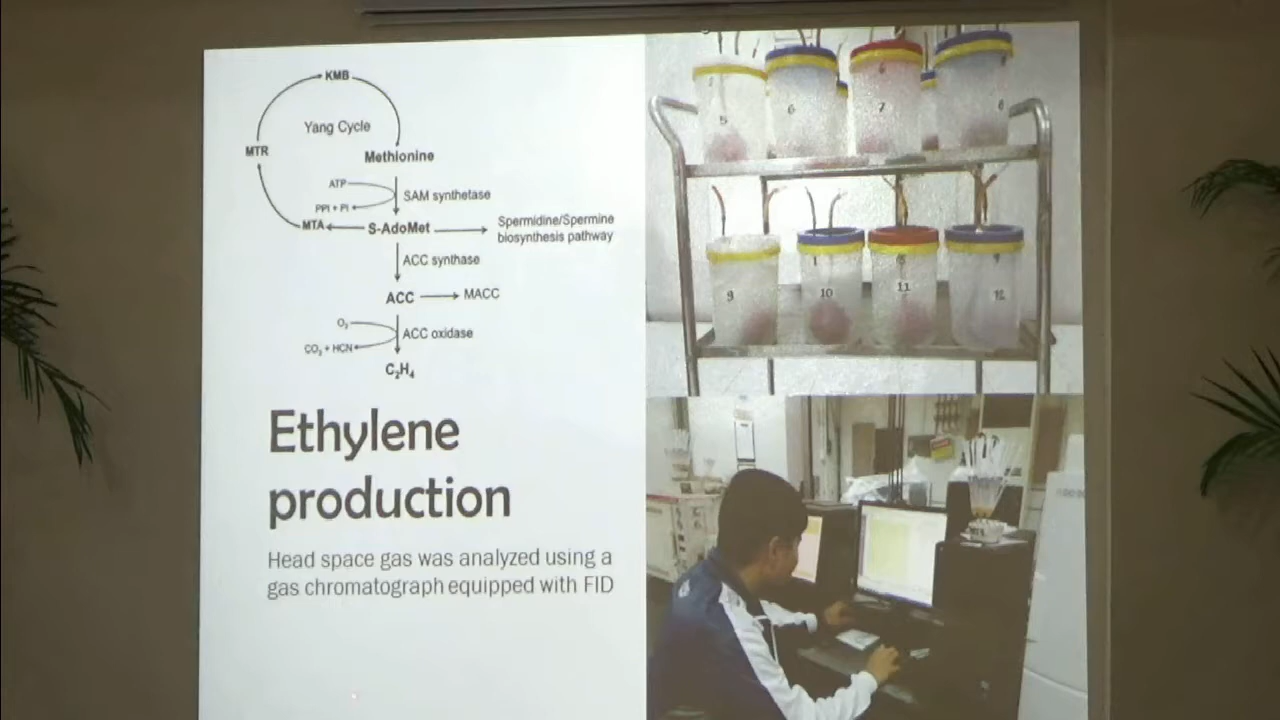 KMB
Yang Cycle
MTR
Methionine
ATP
SAM synthetase
PPi + Pi
MTA
S-AdoMet
Spermidine/Spermine
biosynthesis pathway
ACC synthase
ACC
MACC
O₂
ACC oxidase
CO₂ + HCN
C₂H₄
Ethylene
production
Head space gas was analyzed using a
gas chromatograph equipped with FID
5
6
7
8
9
10
11
12